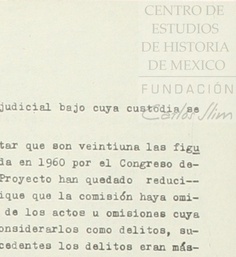 CENTRO DE
ESTUDIOS
DE HISTORIA
DE MEXICO
FUNDACIÓN
Carlos Slim
judicial bajo cuya custodia se
tar que son veintiuna las figu
da en 1960 por el Congreso de-
Proyecto han quedado reduci--
ique que la comisión haya omi-
de los actos u omisiones cuya
onsiderarlos como delitos, su-
cedentes los delitos eran más-